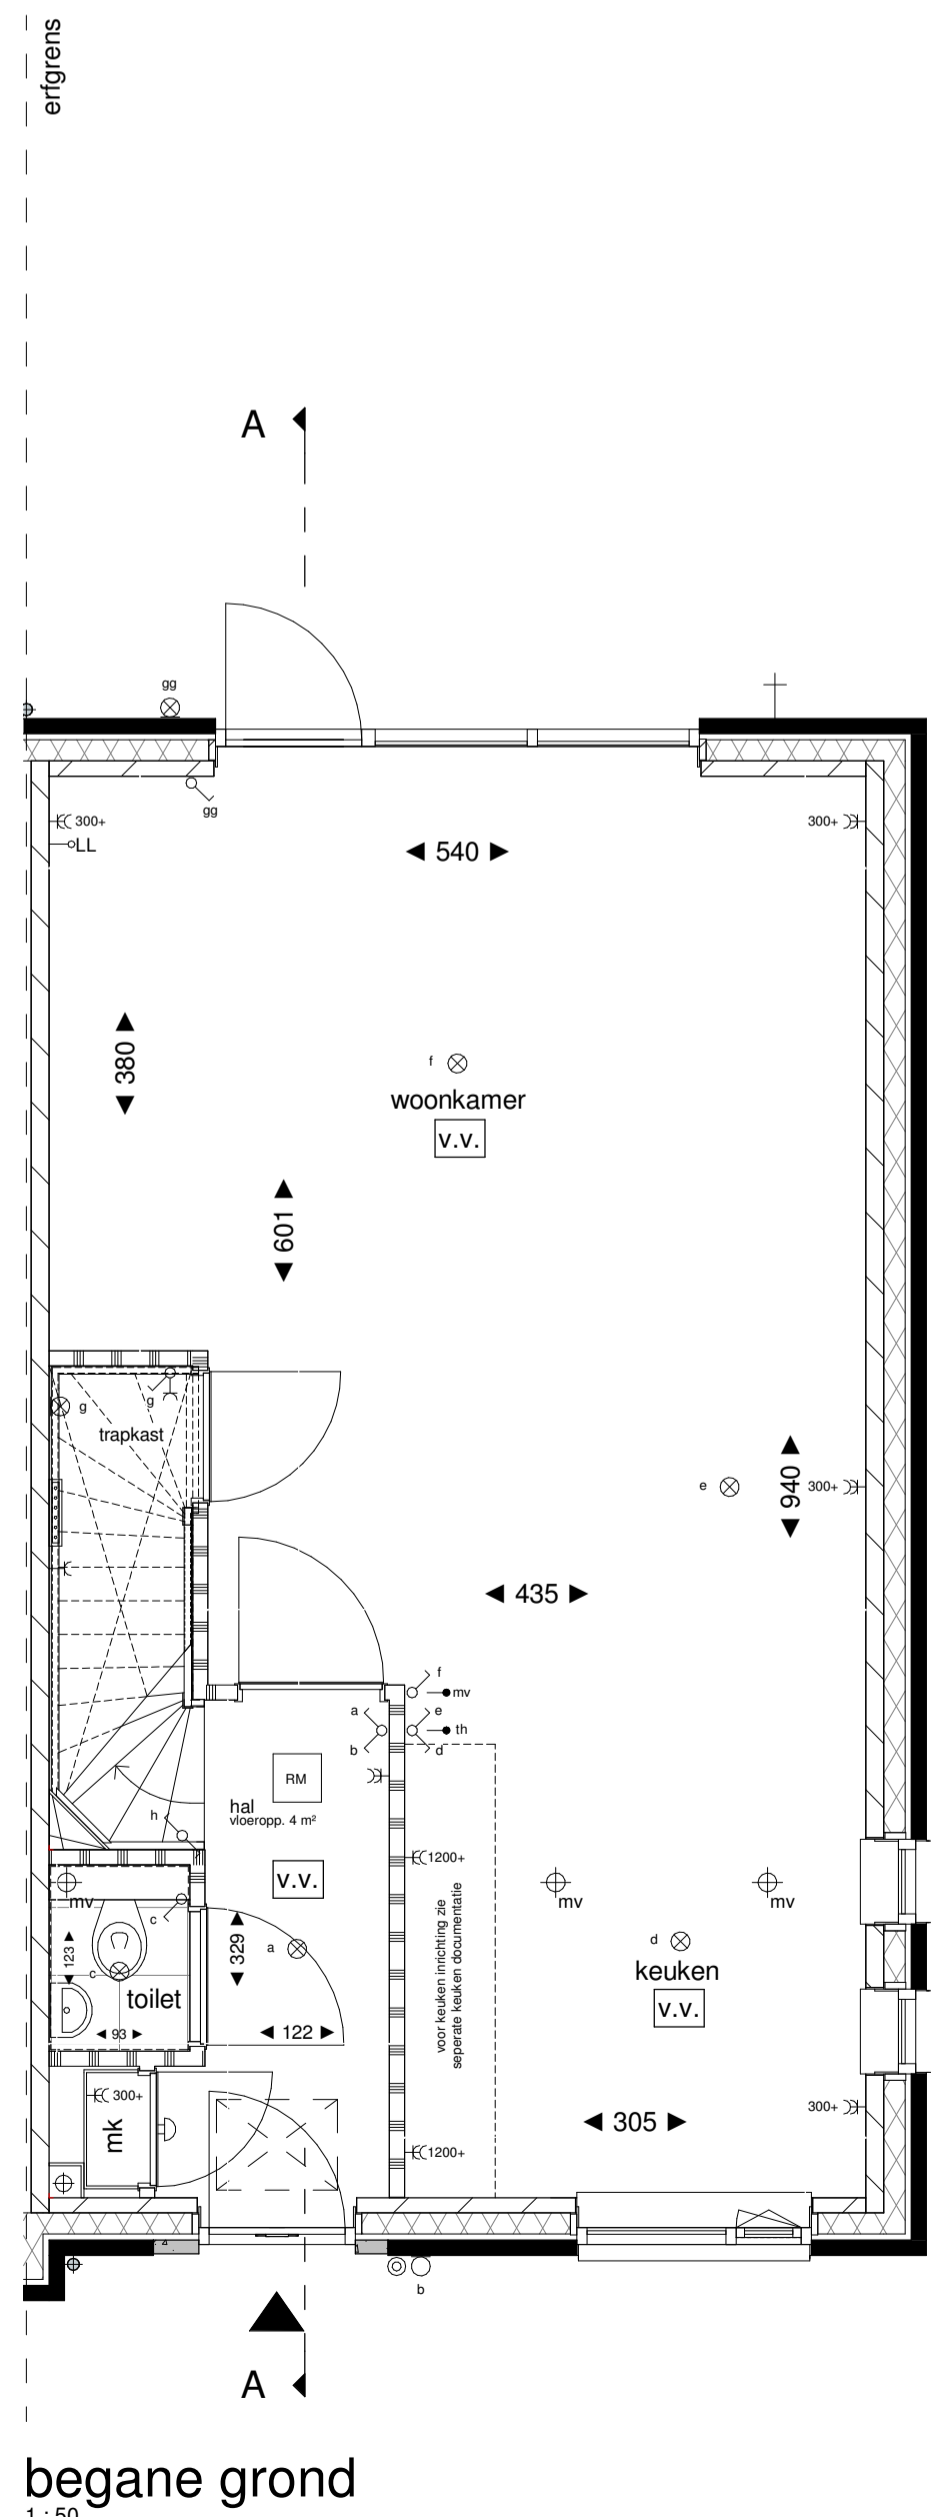 erfgrens
A
gg
gg
300+
300+
LL
540
380
f
woonkamer
v.v.
601
g
g
trapkast
e
940
300+
435
f
mv
a
e
th
b
d
RM
h
hal
vloeropp. 4 m²
1200+
v.v.
mv
mv
mv
c
voor keuken inrichting zie
seperate keuken documentatie
329
a
d
123
c
keuken
toilet
v.v.
93
122
300+
mk
300+
305
1200+
b
A
begane grond
1 : 50